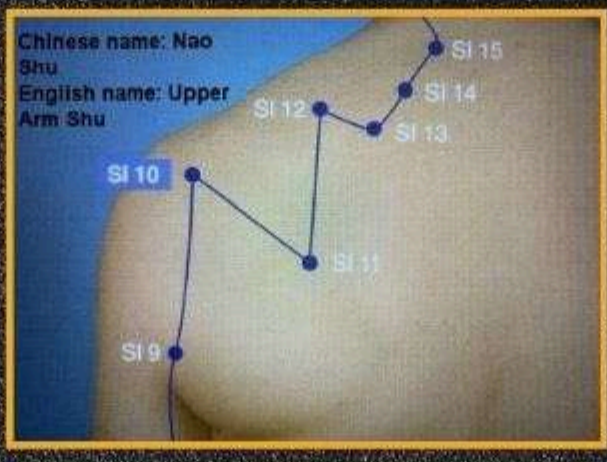 Chinese name: Nao
Shu
English name: Upper
Arm Shu
SI 15
SI 14
SI 12
SI 13
SI 10
SI 11
SI 9